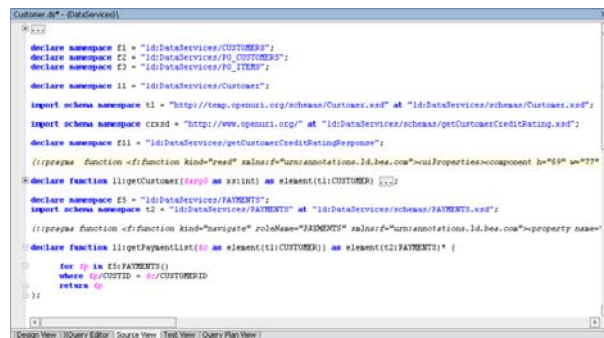 Customer.ds* - {DataServices}\
...
declare namespace f1 = "ld:DataServices/CUSTOMERS";
declare namespace f2 = "ld:DataServices/PO_CUSTOMERS";
declare namespace f3 = "ld:DataServices/PO_ITEMS";
declare namespace l1 = "ld:DataServices/Customer";
import schema namespace t1 = "http://temp.openuri.org/schemas/Customer.xsd" at "ld:DataServices/schemas/Customer.xsd";
import schema namespace crxsd = "http://www.openuri.org/" at "ld:DataServices/schemas/getCustomerCreditRating.xsd";
declare namespace f11 = "ld:DataServices/getCustomerCreditRatingResponse";
(::pragma function <f:function kind="read" xmlns:f="urn:annotations.ld.bea.com"><uiProperties><component h="59" w="77"
declare function l1:getCustomer($arg0 as xs:int) as element(t1:CUSTOMER) ...;
declare namespace f5 = "ld:DataServices/PAYMENTS";
import schema namespace t2 = "ld:DataServices/PAYMENTS" at "ld:DataServices/schemas/PAYMENTS.xsd";
(::pragma function <f:function kind="navigate" roleName="PAYMENTS" xmlns:f="urn:annotations.ld.bea.com"><property name=
declare function l1:getPaymentList($c as element(t1:CUSTOMER)) as element(t2:PAYMENTS)* {
for $p in f5:PAYMENTS()
where $p/CUSTID = $c/CUSTOMERID
return $p
};
Design View | XQuery Editor | Source View | Test View | Query Plan View